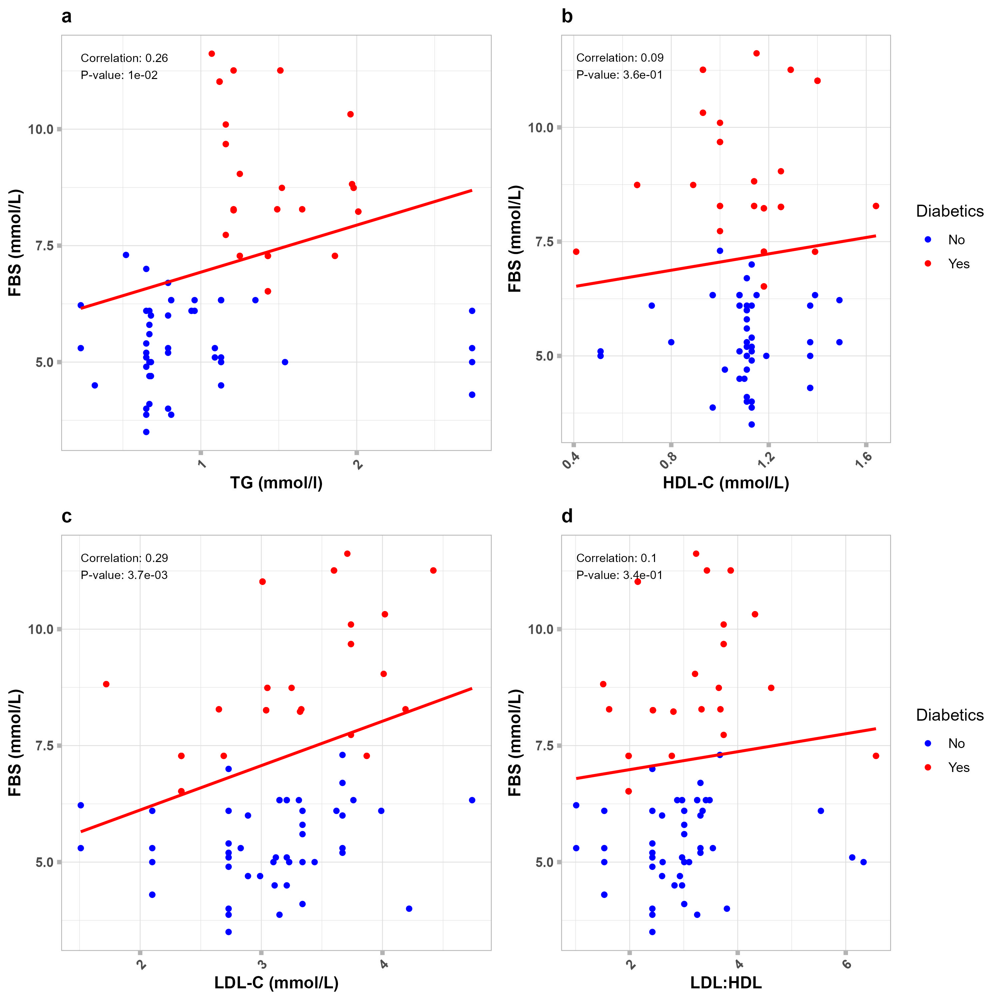 a
Correlation: 0.26
P-value: 1e-02
FBS (mmol/L)
10.0
7.5
5.0
1
2
TG (mmol/l)
b
Correlation: 0.09
P-value: 3.6e-01
FBS (mmol/L)
10.0
7.5
5.0
0.4
0.8
1.2
1.6
HDL-C (mmol/L)
Diabetics
No
Yes
c
Correlation: 0.29
P-value: 3.7e-03
FBS (mmol/L)
10.0
7.5
5.0
2
3
4
LDL-C (mmol/L)
d
Correlation: 0.1
P-value: 3.4e-01
FBS (mmol/L)
10.0
7.5
5.0
2
4
6
LDL:HDL
Diabetics
No
Yes